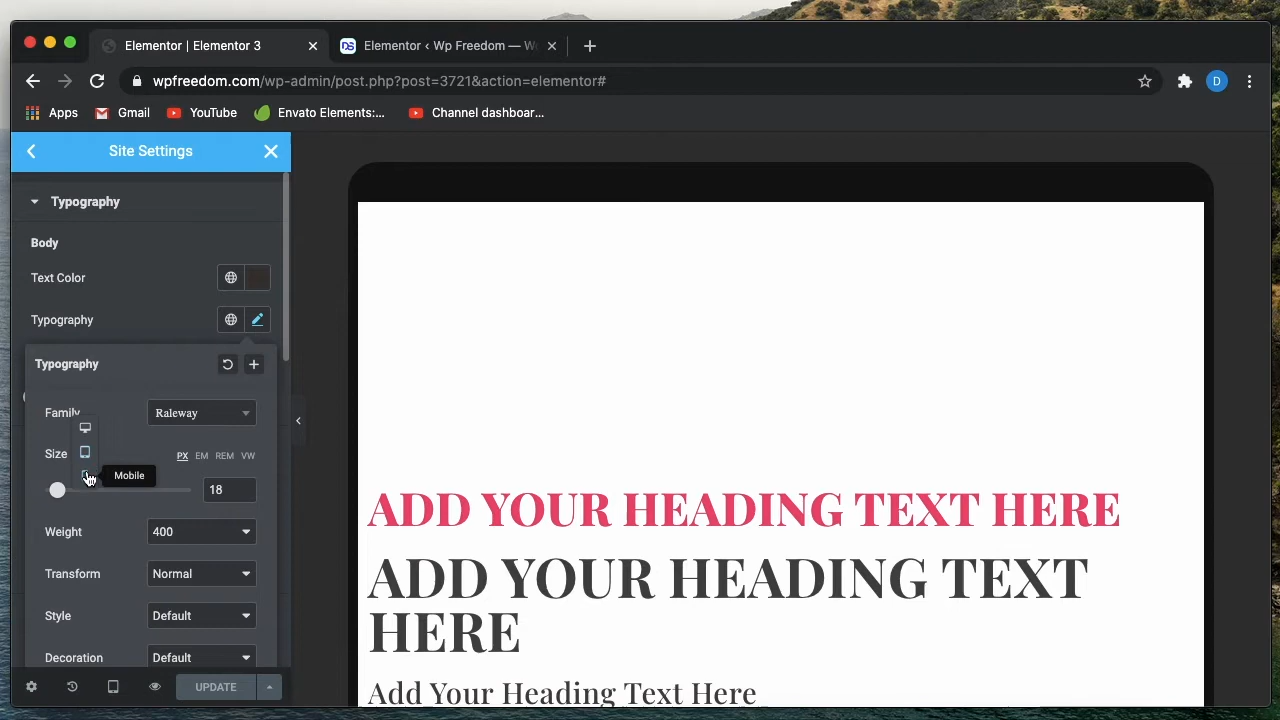 Elementor | Elementor 3
Elementor ‹ Wp Freedom — W
wpfreedom.com/wp-admin/post.php?post=3721&action=elementor#
D
Apps
Gmail
YouTube
Envato Elements:...
Channel dashboar...
Site Settings
Typography
Body
Text Color
Typography
Typography
Family
Raleway
Size
PX EM REM VW
Mobile
18
Weight
400
Transform
Normal
Style
Default
Decoration
Default
UPDATE
ADD YOUR HEADING TEXT HERE
ADD YOUR HEADING TEXT
HERE
Add Your Heading Text Here